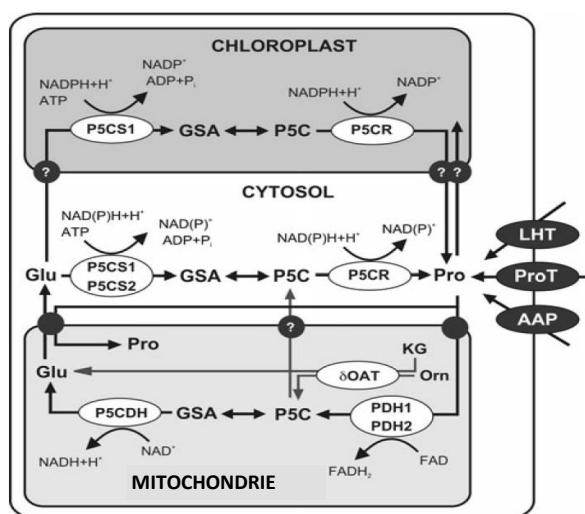 CHLOROPLAST
NADPH+H⁺
ATP
NADP⁺
ADP+Pᵢ
NADPH+H⁺
NADP⁺
P5CS1
GSA
P5C
P5CR
?
? ?
CYTOSOL
NAD(P)H+H⁺
ATP
NAD(P)⁺
ADP+Pᵢ
NAD(P)H+H⁺
NAD(P)⁺
LHT
Glu
P5CS1
P5CS2
GSA
P5C
P5CR
Pro
ProT
AAP
?
Pro
KG
Glu
δOAT
Orn
P5CDH
GSA
P5C
PDH1
PDH2
NADH+H⁺
NAD⁺
FADH₂
FAD
MITOCHONDRIE